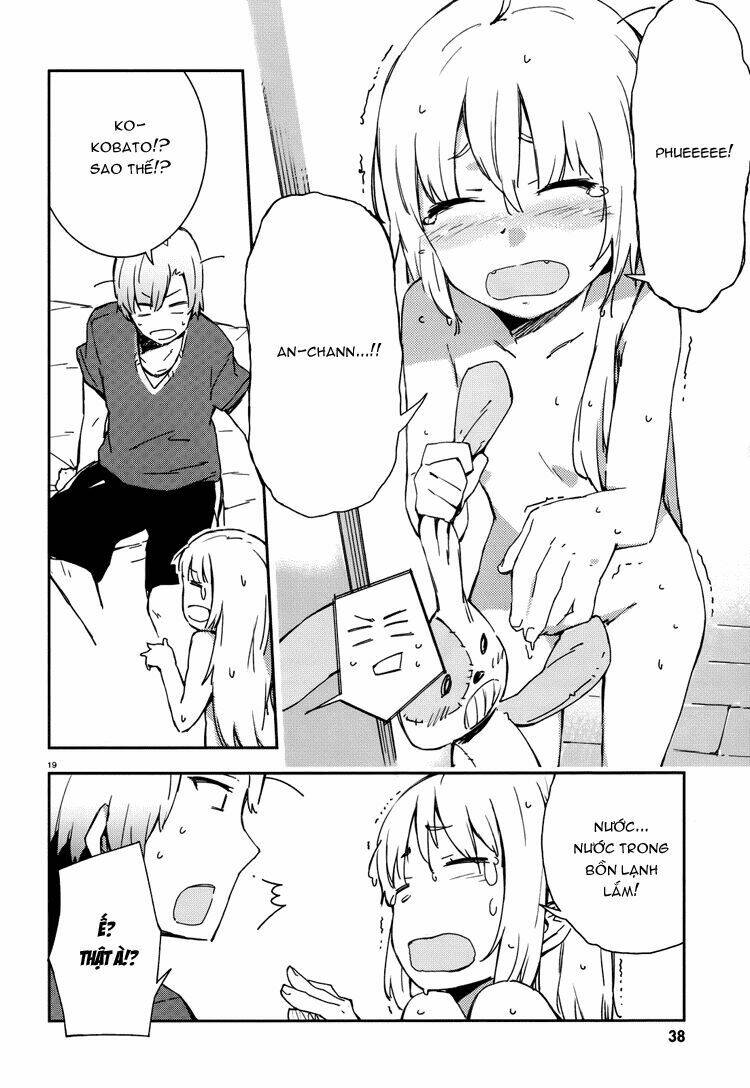 PHUEEEEE!
AN-CHANN...!!
KO-
KOBATO!?
SAO THẾ!?
19
NƯỚC...
NƯỚC TRONG
BỒN LẠNH
LẮM!
Ế?
THẬT À!?
38